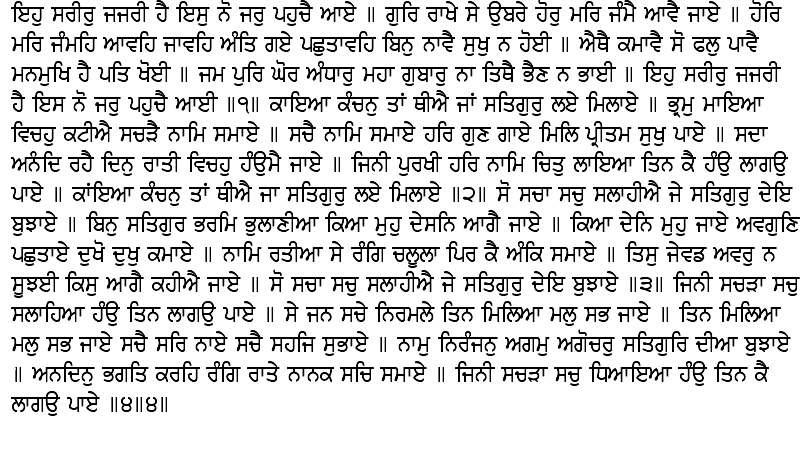 ਇਹੁ ਸਰੀਰੁ ਜਜਰੀ ਹੈ ਇਸੁ ਨੋ ਜਰੁ ਪਹੁਚੈ ਆਏ ॥ ਗੁਰਿ ਰਾਖੇ ਸੇ ਉਬਰੇ ਹੋਰੁ ਮਰਿ ਜੰਮੈ ਆਵੈ ਜਾਏ ॥ ਹੋਰਿ
ਮਰਿ ਜੰਮਹਿ ਆਵਹਿ ਜਾਵਹਿ ਅੰਤਿ ਗਏ ਪਛੁਤਾਵਹਿ ਬਿਨੁ ਨਾਵੈ ਸੁਖੁ ਨ ਹੋਈ ॥ ਐਥੈ ਕਮਾਵੈ ਸੋ ਫਲੁ ਪਾਵੈ
ਮਨਮੁਖਿ ਹੈ ਪਤਿ ਖੋਈ ॥ ਜਮ ਪੁਰਿ ਘੋਰ ਅੰਧਾਰੁ ਮਹਾ ਗੁਬਾਰੁ ਨਾ ਤਿਥੈ ਭੈਣ ਨ ਭਾਈ ॥ ਇਹੁ ਸਰੀਰੁ ਜਜਰੀ
ਹੈ ਇਸ ਨੋ ਜਰੁ ਪਹੁਚੈ ਆਈ ॥੧॥ ਕਾਇਆ ਕੰਚਨੁ ਤਾਂ ਥੀਐ ਜਾਂ ਸਤਿਗੁਰੁ ਲਏ ਮਿਲਾਏ ॥ ਭ੍ਰਮੁ ਮਾਇਆ
ਵਿਚਹੁ ਕਟੀਐ ਸਚੜੈ ਨਾਮਿ ਸਮਾਏ ॥ ਸਚੈ ਨਾਮਿ ਸਮਾਏ ਹਰਿ ਗੁਣ ਗਾਏ ਮਿਲਿ ਪ੍ਰੀਤਮ ਸੁਖੁ ਪਾਏ ॥ ਸਦਾ
ਅਨੰਦਿ ਰਹੈ ਦਿਨੁ ਰਾਤੀ ਵਿਚਹੁ ਹੰਉਮੈ ਜਾਏ ॥ ਜਿਨੀ ਪੁਰਖੀ ਹਰਿ ਨਾਮਿ ਚਿਤੁ ਲਾਇਆ ਤਿਨ ਕੈ ਹੰਉ ਲਾਗਉ
ਪਾਏ ॥ ਕਾਂਇਆ ਕੰਚਨੁ ਤਾਂ ਥੀਐ ਜਾ ਸਤਿਗੁਰੁ ਲਏ ਮਿਲਾਏ ॥੨॥ ਸੋ ਸਚਾ ਸਚੁ ਸਲਾਹੀਐ ਜੇ ਸਤਿਗੁਰੁ ਦੇਇ
ਬੁਝਾਏ ॥ ਬਿਨੁ ਸਤਿਗੁਰ ਭਰਮਿ ਭੁਲਾਣੀਆ ਕਿਆ ਮੁਹੁ ਦੇਸਨਿ ਆਗੈ ਜਾਏ ॥ ਕਿਆ ਦੇਨਿ ਮੁਹੁ ਜਾਏ ਅਵਗੁਣਿ
ਪਛੁਤਾਏ ਦੁਖੋ ਦੁਖੁ ਕਮਾਏ ॥ ਨਾਮਿ ਰਤੀਆ ਸੇ ਰੰਗਿ ਚਲੂਲਾ ਪਿਰ ਕੈ ਅੰਕਿ ਸਮਾਏ ॥ ਤਿਸੁ ਜੇਵਡ ਅਵਰੁ ਨ
ਸੂਝਈ ਕਿਸੁ ਆਗੈ ਕਹੀਐ ਜਾਏ ॥ ਸੋ ਸਚਾ ਸਚੁ ਸਲਾਹੀਐ ਜੇ ਸਤਿਗੁਰੁ ਦੇਇ ਬੁਝਾਏ ॥੩॥ ਜਿਨੀ ਸਚੜਾ ਸਚੁ
ਸਲਾਹਿਆ ਹੰਉ ਤਿਨ ਲਾਗਉ ਪਾਏ ॥ ਸੇ ਜਨ ਸਚੇ ਨਿਰਮਲੇ ਤਿਨ ਮਿਲਿਆ ਮਲੁ ਸਭ ਜਾਏ ॥ ਤਿਨ ਮਿਲਿਆ
ਮਲੁ ਸਭ ਜਾਏ ਸਚੈ ਸਰਿ ਨਾਏ ਸਚੈ ਸਹਜਿ ਸੁਭਾਏ ॥ ਨਾਮੁ ਨਿਰੰਜਨੁ ਅਗਮੁ ਅਗੋਚਰੁ ਸਤਿਗੁਰਿ ਦੀਆ ਬੁਝਾਏ
॥ ਅਨਦਿਨੁ ਭਗਤਿ ਕਰਹਿ ਰੰਗਿ ਰਾਤੇ ਨਾਨਕ ਸਚਿ ਸਮਾਏ ॥ ਜਿਨੀ ਸਚੜਾ ਸਚੁ ਧਿਆਇਆ ਹੰਉ ਤਿਨ ਕੈ
ਲਾਗਉ ਪਾਏ ॥੪॥੪॥